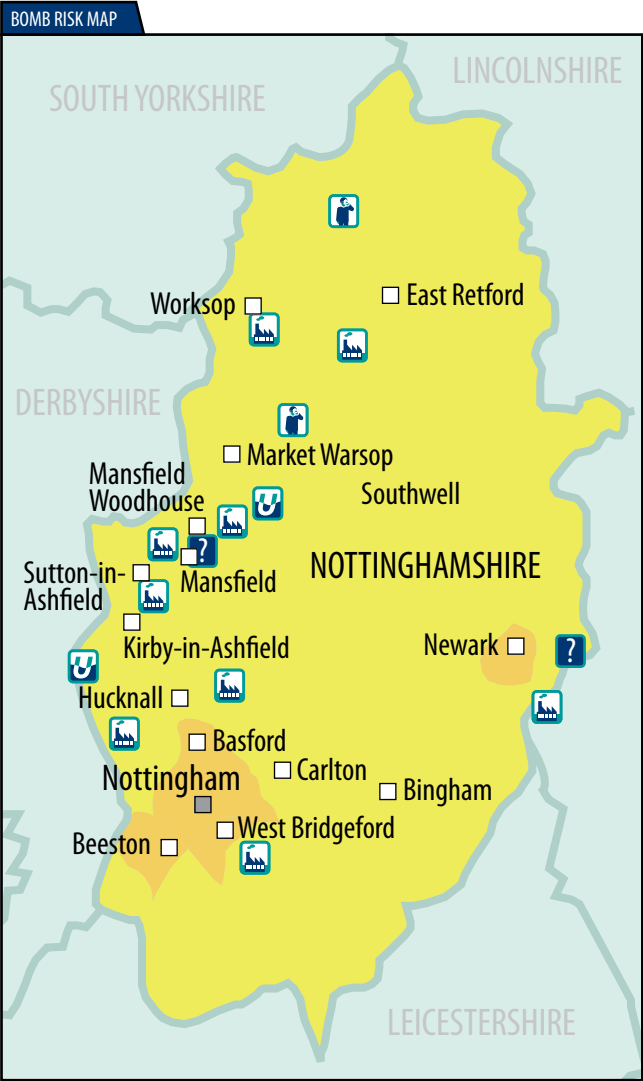 BOMB RISK MAP
LINCOLNSHIRE
SOUTH YORKSHIRE
Worksop
East Retford
DERBYSHIRE
Market Warsop
Mansfield
Woodhouse
Southwell
?
NOTTINGHAMSHIRE
Sutton-in-
Ashfield
Mansfield
Kirby-in-Ashfield
Newark
?
Hucknall
Basford
Nottingham
Carlton
Bingham
West Bridgeford
Beeston
LEICESTERSHIRE